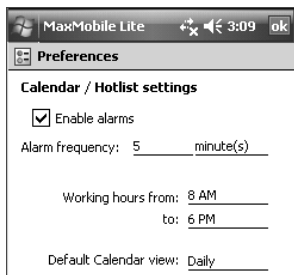 MaxMobile Lite 3:09 ok
Preferences
Calendar / Hotlist settings
Enable alarms
Alarm frequency: 5 minute(s)
Working hours from: 8 AM
to: 6 PM
Default Calendar view: Daily